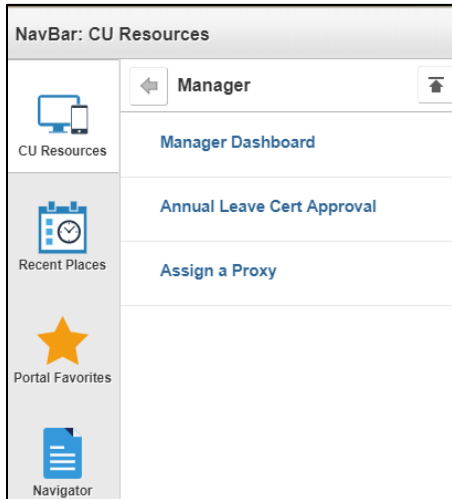 NavBar: CU Resources
CU Resources
Recent Places
Portal Favorites
Navigator
Manager
Manager Dashboard
Annual Leave Cert Approval
Assign a Proxy